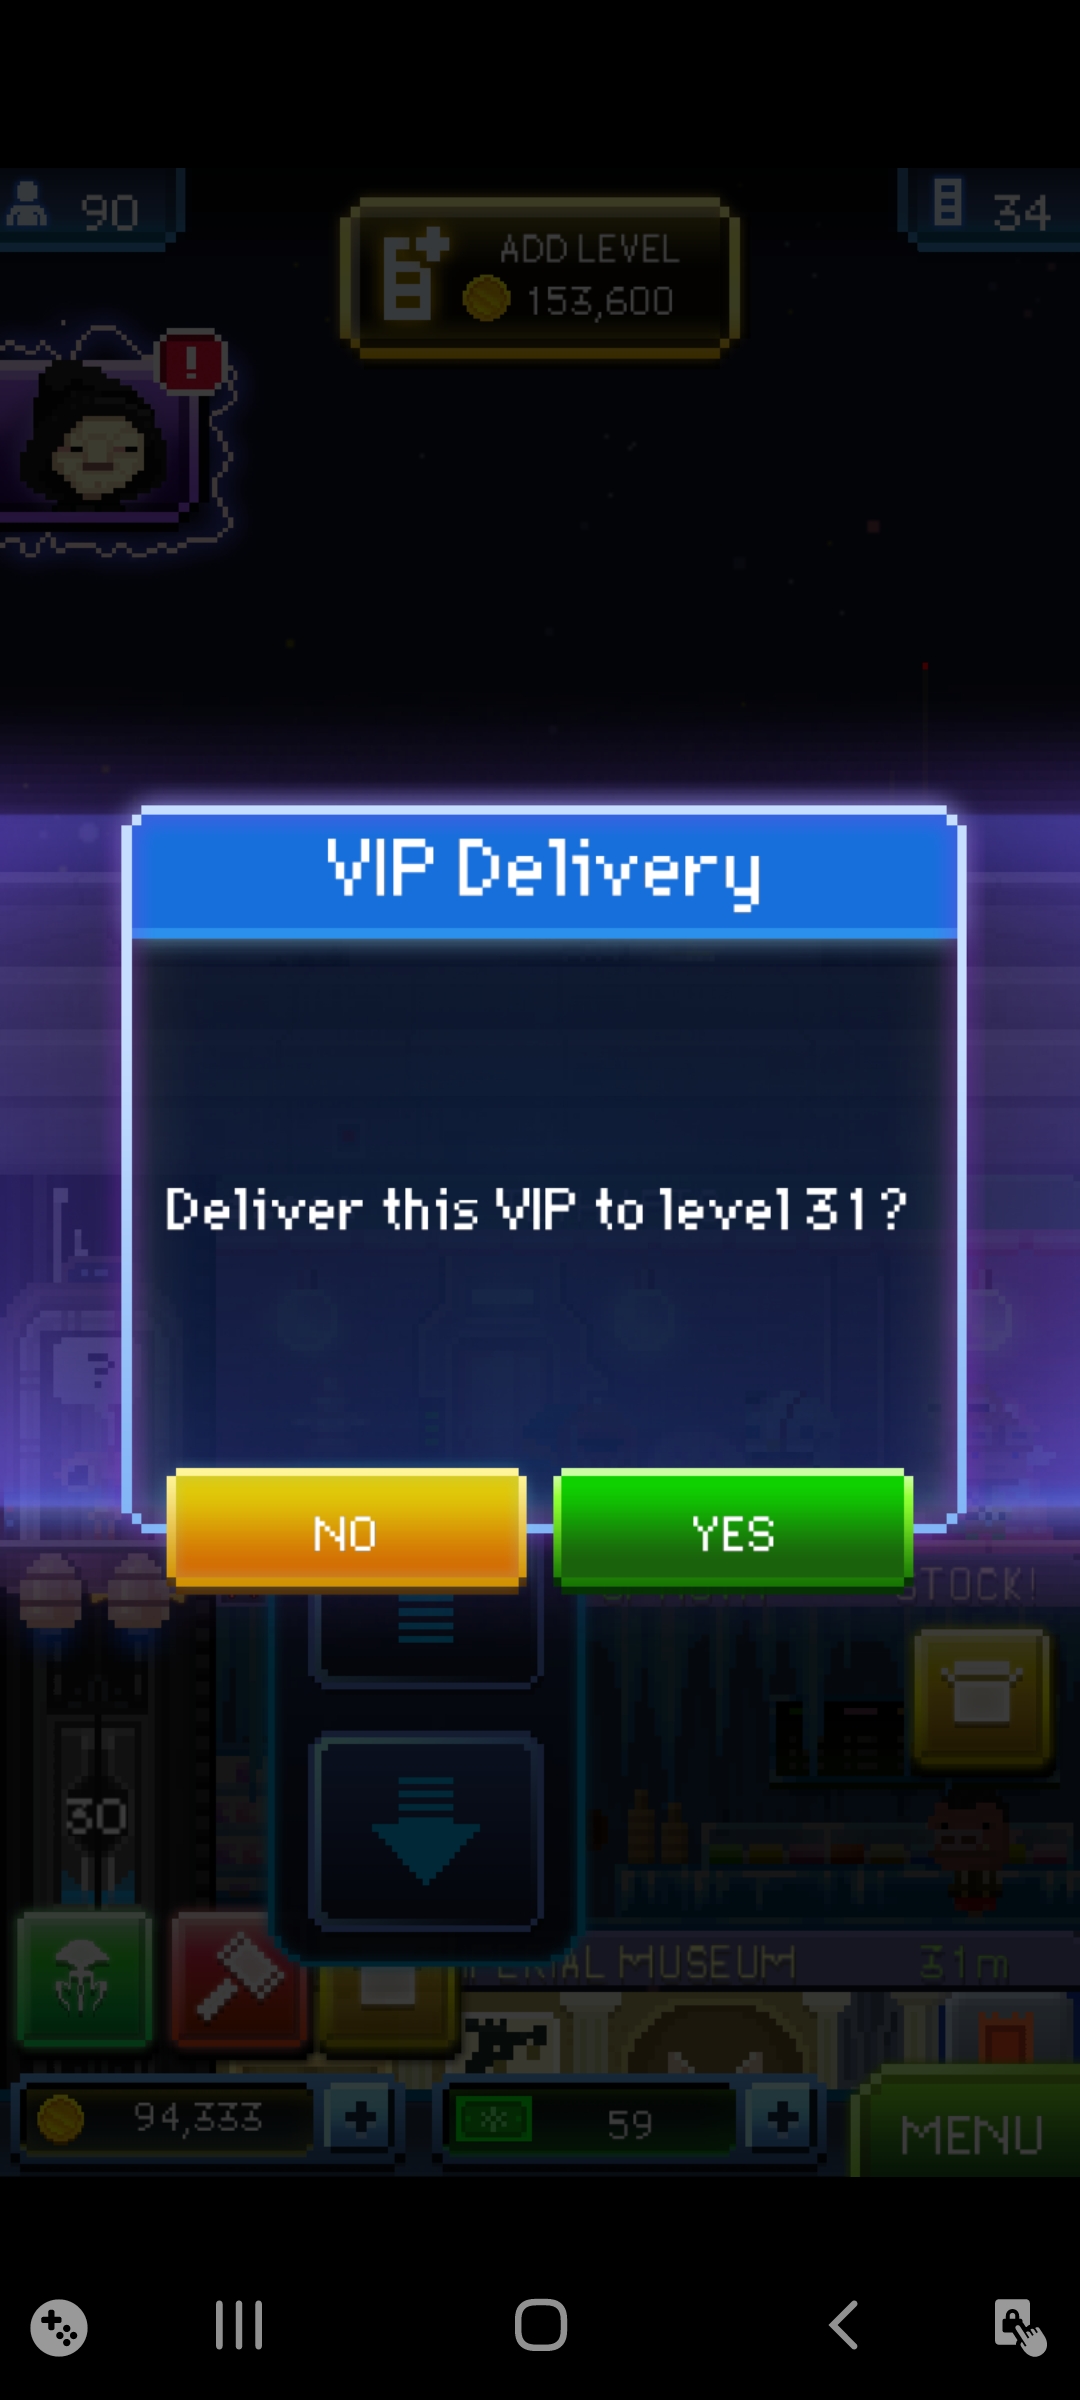 90
34
ADD LEVEL
153,600
!
VIP Delivery
Deliver this VIP to level 31?
NO
YES
STOCK!
30
MUSEUM
31m
94,333
59
MENU